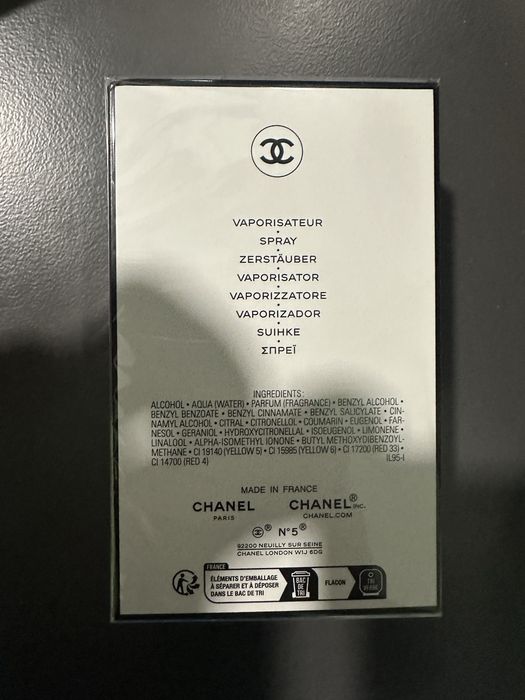 VAPORISATEUR
•
SPRAY
•
ZERSTÄUBER
•
VAPORISATOR
•
VAPORIZZATORE
•
VAPORIZADOR
•
SUIHKE
•
ΣΠΡΕΪ
INGREDIENTS:
ALCOHOL • AQUA (WATER) • PARFUM (FRAGRANCE) • BENZYL ALCOHOL •
BENZYL BENZOATE • BENZYL CINNAMATE • BENZYL SALICYLATE • CIN-
NAMYL ALCOHOL • CITRAL • CITRONELLOL • COUMARIN • EUGENOL • FAR-
NESOL • GERANIOL • HYDROXYCITRONELLAL • ISOEUGENOL • LIMONENE •
LINALOOL • ALPHA-ISOMETHYL IONONE • BUTYL METHOXYDIBENZOYL-
METHANE • CI 19140 (YELLOW 5) • CI 15985 (YELLOW 6) • CI 17200 (RED 33) •
CI 14700 (RED 4) IL95-I
MADE IN FRANCE
CHANEL CHANEL® INC.
PARIS CHANEL.COM
® N°5®
92200 NEUILLY SUR SEINE
CHANEL LONDON W1J 6DG
FRANCE
ÉLÉMENTS D'EMBALLAGE
À SÉPARER ET À DÉPOSER
DANS LE BAC DE TRI
BAC
DE
TRI
FLACON
TRI
VERRE